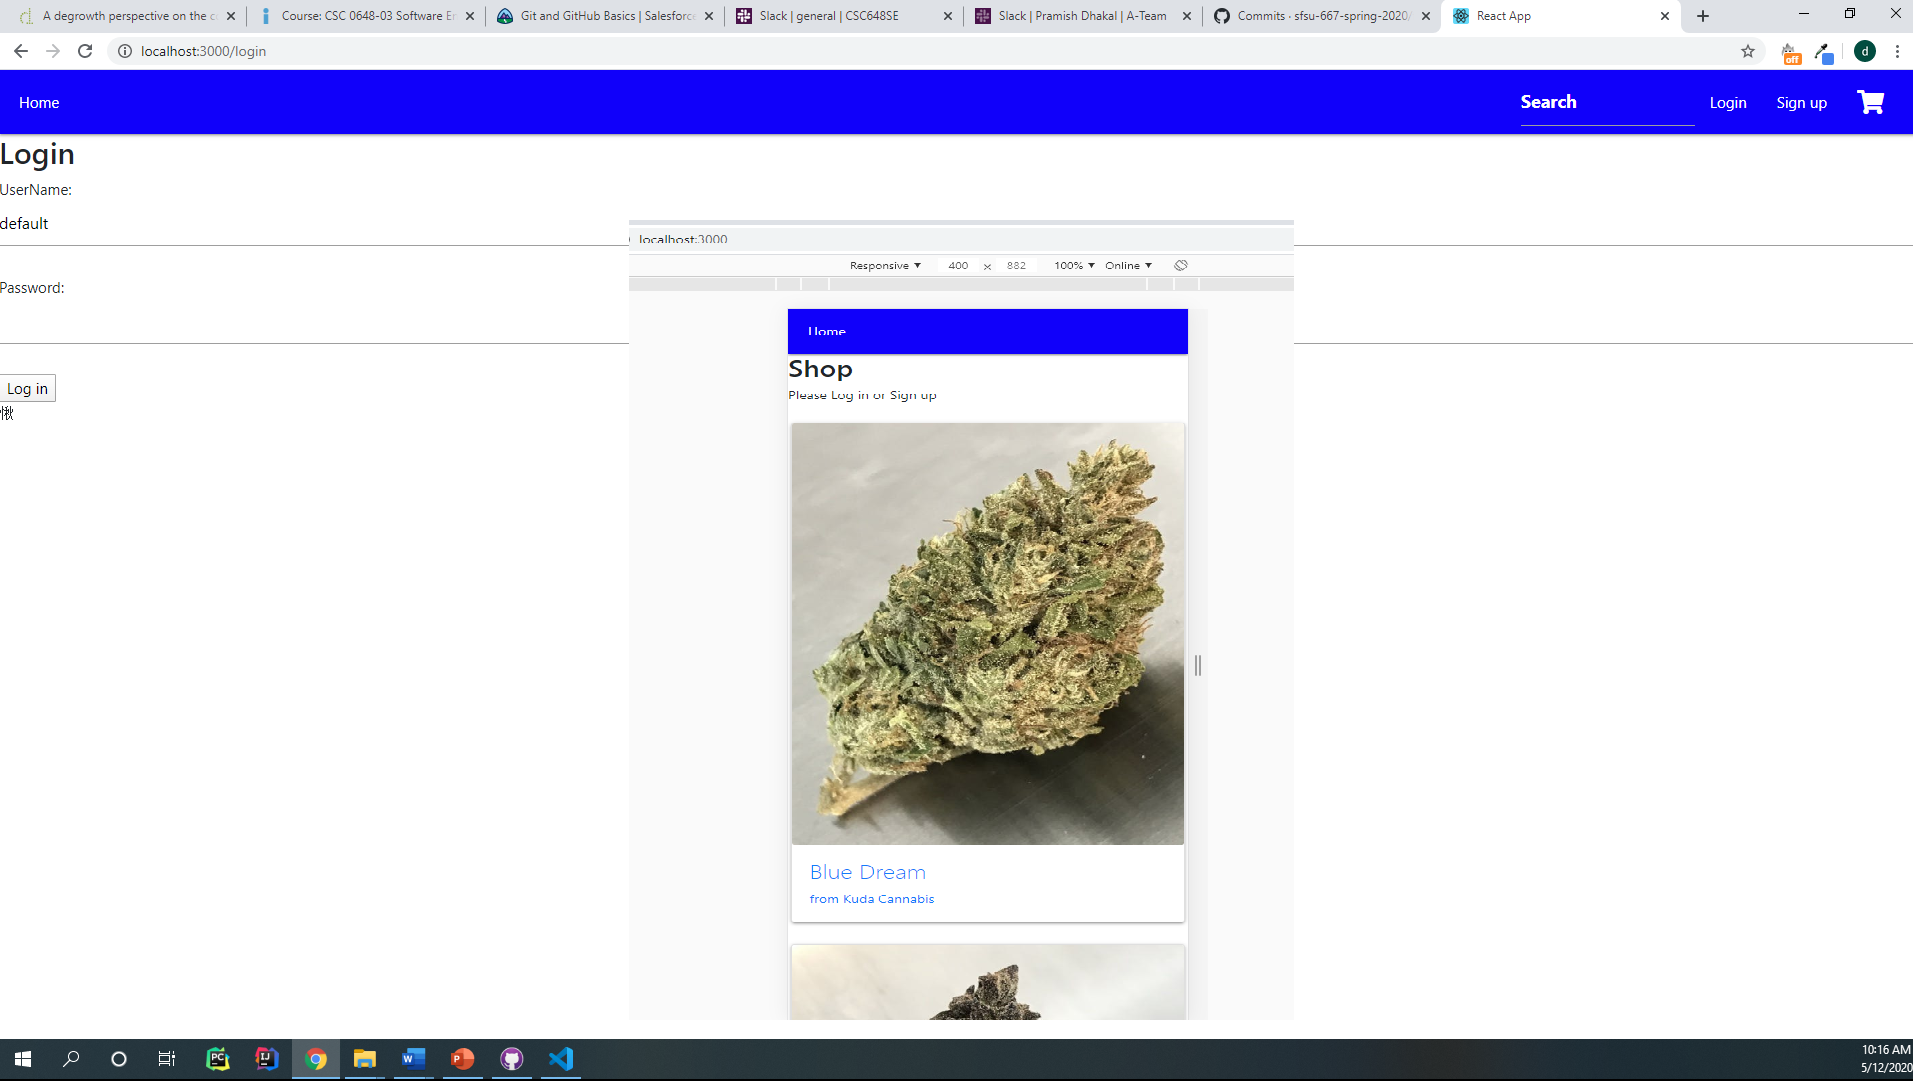 A degrowth perspective on the c
Course: CSC 0648-03 Software En
Git and GitHub Basics | Salesforce
Slack | general | CSC648SE
Slack | Pramish Dhakal | A-Team
Commits · sfsu-667-spring-2020/
React App
localhost:3000/login
off
d
Home
Search
Login
Sign up
Login
UserName:
default
Password:
Log in
localhost:3000
Responsive ▼ 400 × 882 100% ▼ Online ▼
Home
Shop
Please Log in or Sign up
Blue Dream
from Kuda Cannabis
10:16 AM
5/12/2020